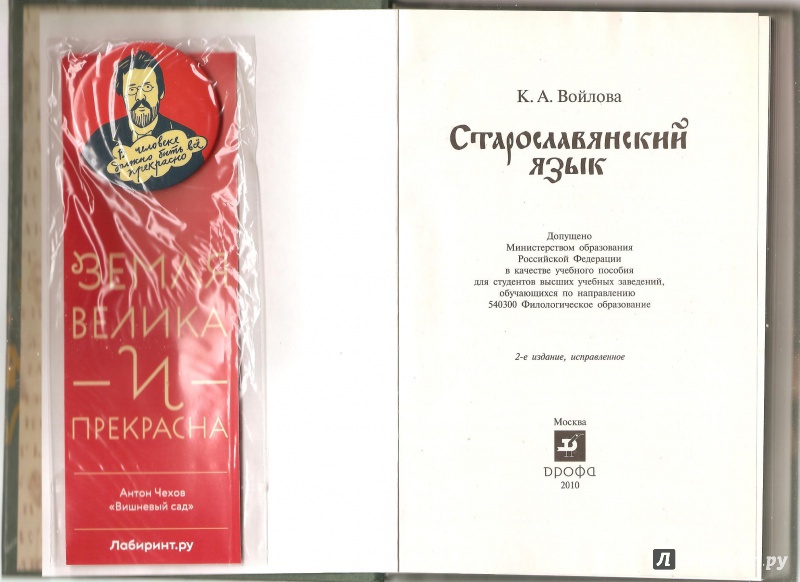 В человеке
должно быть всё
прекрасно
ЗЕМЛЯ
ВЕЛИКА
И
ПРЕКРАСНА
Антон Чехов
«Вишневый сад»
Лабиринт.ру
К. А. Войлова
Старославянский
язык
Допущено
Министерством образования
Российской Федерации
в качестве учебного пособия
для студентов высших учебных заведений,
обучающихся по направлению
540300 Филологическое образование
2-е издание, исправленное
Москва
дрофа
2010
Л
ру